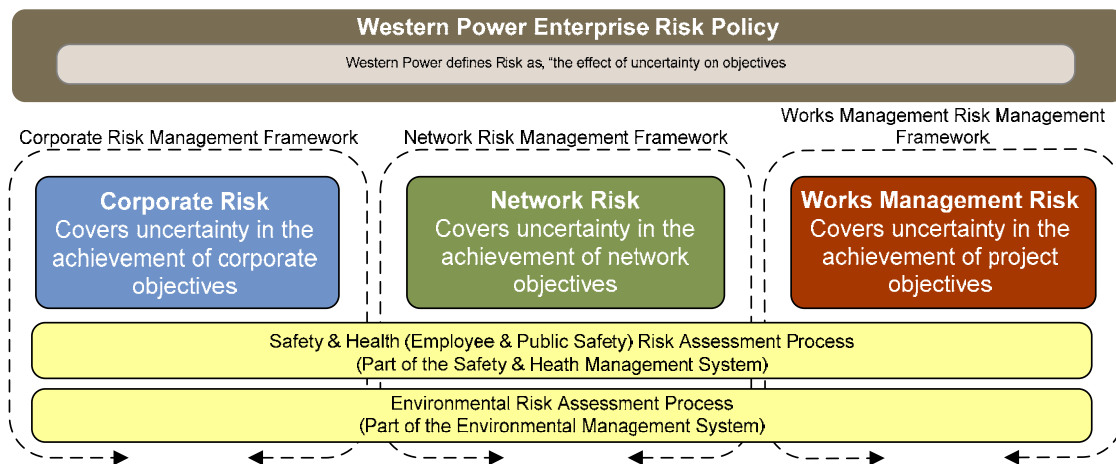 Western Power Enterprise Risk Policy
Western Power defines Risk as, “the effect of uncertainty on objectives
Corporate Risk Management Framework
Network Risk Management Framework
Works Management Risk Management
Framework
Corporate Risk
Covers uncertainty in the
achievement of corporate
objectives
Network Risk
Covers uncertainty in the
achievement of network
objectives
Works Management Risk
Covers uncertainty in the
achievement of project
objectives
Safety & Health (Employee & Public Safety) Risk Assessment Process
(Part of the Safety & Heath Management System)
Environmental Risk Assessment Process
(Part of the Environmental Management System)